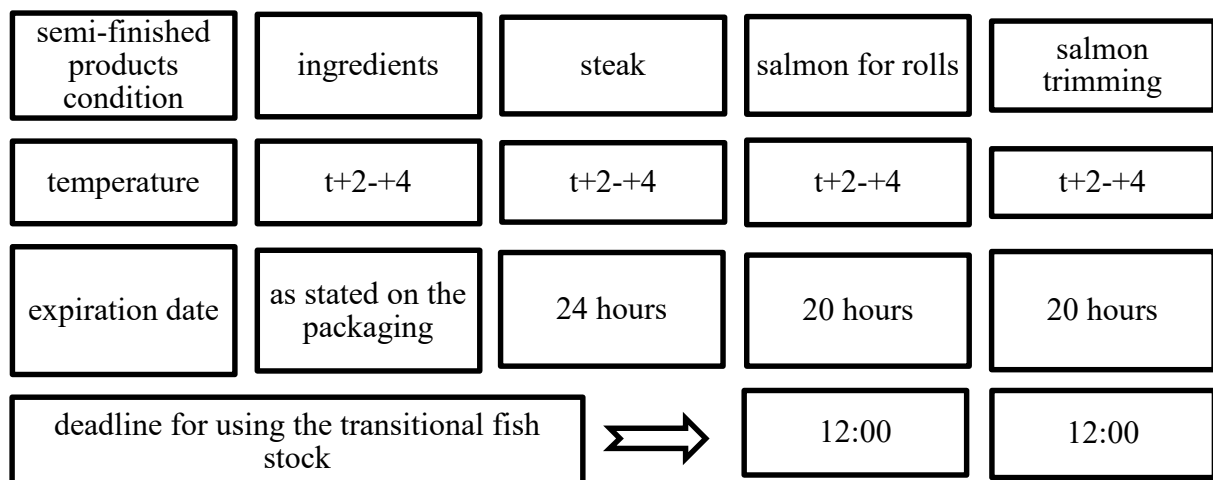 semi-finished
products
condition
ingredients
steak
salmon for rolls
salmon
trimming
temperature
t+2-+4
t+2-+4
t+2-+4
t+2-+4
expiration date
as stated on the
packaging
24 hours
20 hours
20 hours
deadline for using the transitional fish
stock
12:00
12:00